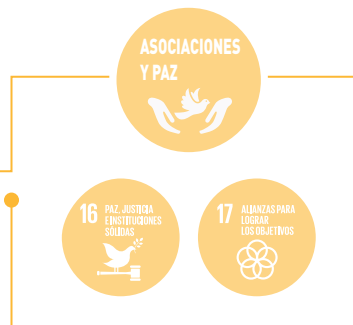 ASOCIACIONES
Y PAZ
16 PAZ, JUSTICIA
E INSTITUCIONES
SÓLIDAS
17 ALIANZAS PARA
LOGRAR
LOS OBJETIVOS